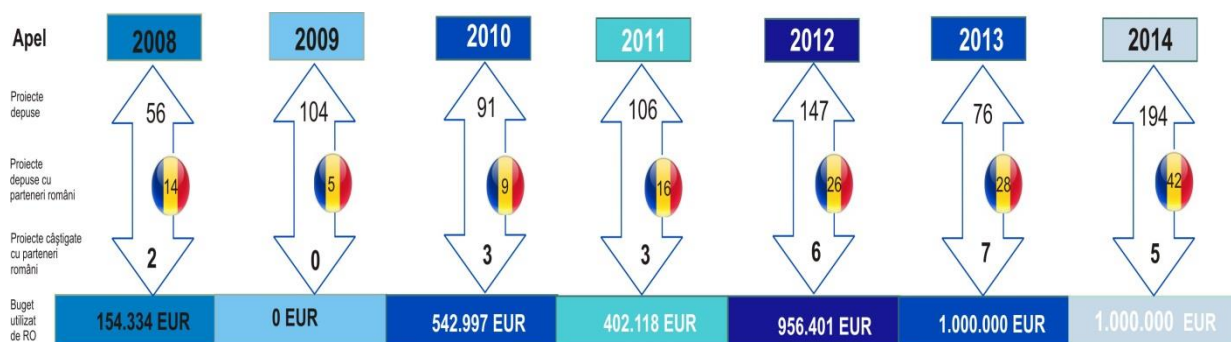 Apel 2008 2009 2010 2011 2012 2013 2014
Proiecte
depuse
56 104 91 106 147 76 194
Proiecte
depuse cu
parteneri români
14 5 9 16 26 28 42
Proiecte câștigate
cu parteneri
români
2 0 3 3 6 7 5
Buget
utilizat
de RO
154.334 EUR 0 EUR 542.997 EUR 402.118 EUR 956.401 EUR 1.000.000 EUR 1.000.000 EUR